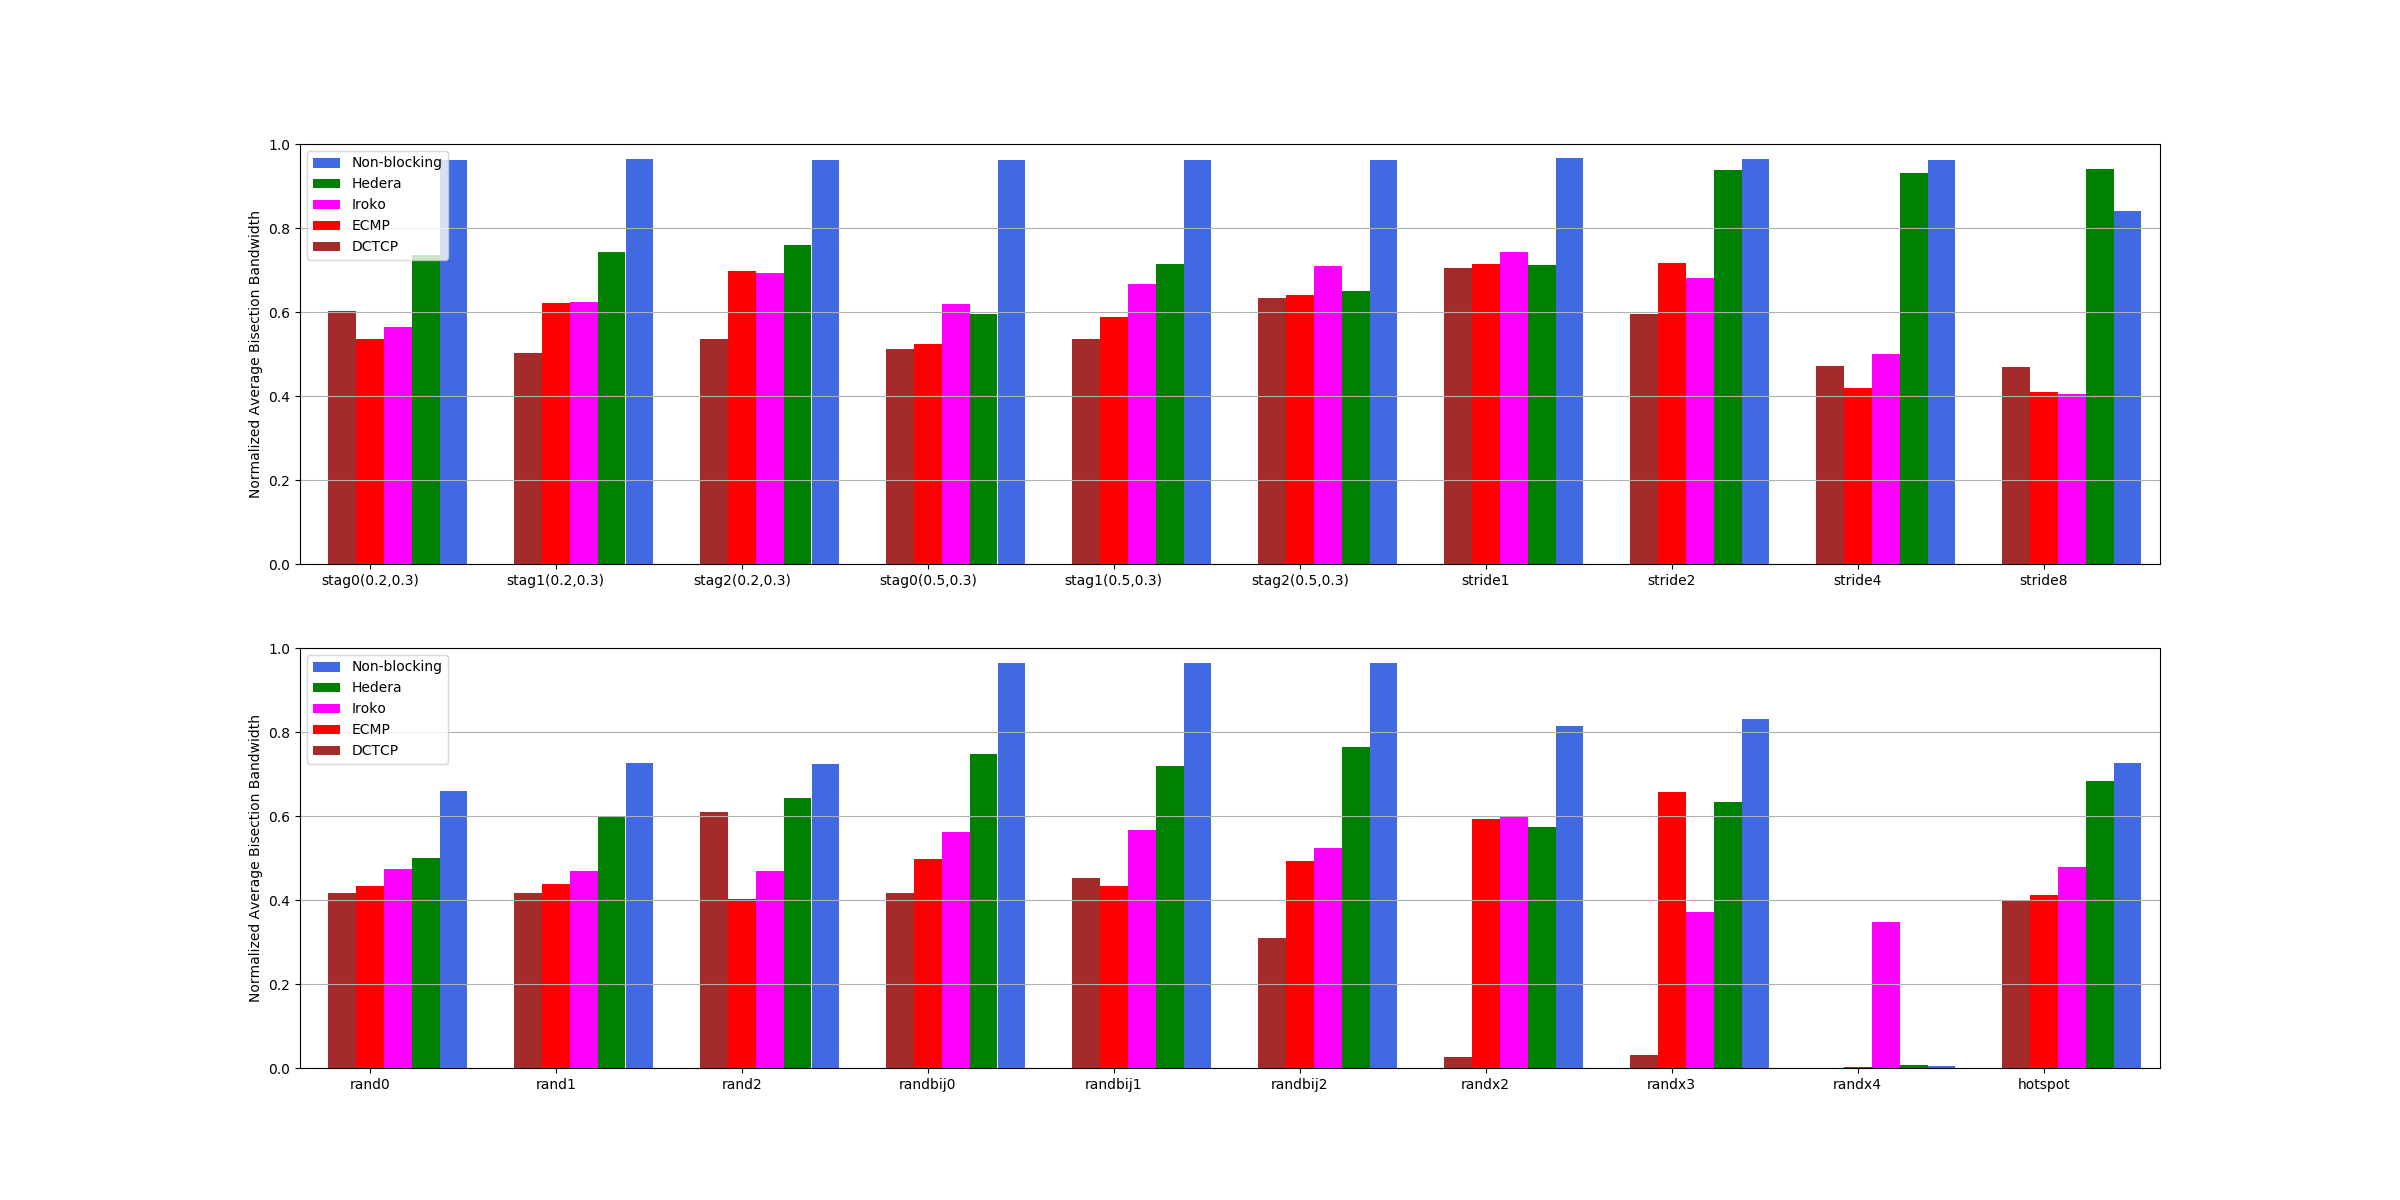 Normalized Average Bisection Bandwidth
1.0
0.8
0.6
0.4
0.2
0.0
Non-blocking
Hedera
Iroko
ECMP
DCTCP
stag0(0.2,0.3) stag1(0.2,0.3) stag2(0.2,0.3) stag0(0.5,0.3) stag1(0.5,0.3) stag2(0.5,0.3) stride1 stride2 stride4 stride8
Normalized Average Bisection Bandwidth
1.0
0.8
0.6
0.4
0.2
0.0
Non-blocking
Hedera
Iroko
ECMP
DCTCP
rand0 rand1 rand2 randbij0 randbij1 randbij2 randx2 randx3 randx4 hotspot